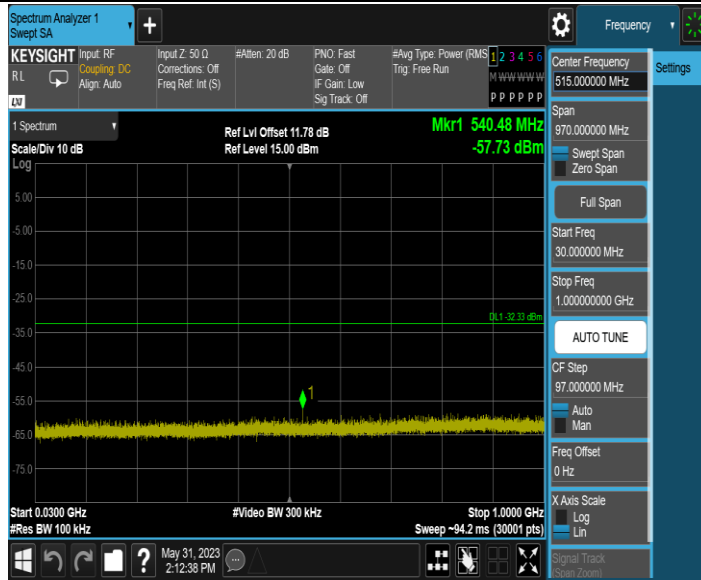 Spectrum Analyzer 1
Swept SA
+
Frequency
KEYSIGHT
RL
LXI
Input: RF
Coupling: DC
Align: Auto
Input Z: 50 Ω
Corrections: Off
Freq Ref: Int (S)
#Atten: 20 dB
PNO: Fast
Gate: Off
IF Gain: Low
Sig Track: Off
#Avg Type: Power (RMS
Trig: Free Run
1 2 3 4 5 6
M W W W W W
P P P P P P
1 Spectrum
Scale/Div 10 dB
Log
Ref Lvl Offset 11.78 dB
Ref Level 15.00 dBm
Mkr1 540.48 MHz
-57.73 dBm
5.00
-5.00
-15.0
-25.0
DL1 -32.33 dBm
-35.0
-45.0
1
-55.0
-65.0
-75.0
Start 0.0300 GHz
#Res BW 100 kHz
#Video BW 300 kHz
Stop 1.0000 GHz
Sweep ~94.2 ms (30001 pts)
?
May 31, 2023
2:12:38 PM
Center Frequency
515.000000 MHz
Settings
Span
970.000000 MHz
Swept Span
Zero Span
Full Span
Start Freq
30.000000 MHz
Stop Freq
1.000000000 GHz
AUTO TUNE
CF Step
97.000000 MHz
Auto
Man
Freq Offset
0 Hz
X Axis Scale
Log
Lin
Signal Track
(Span Zoom)